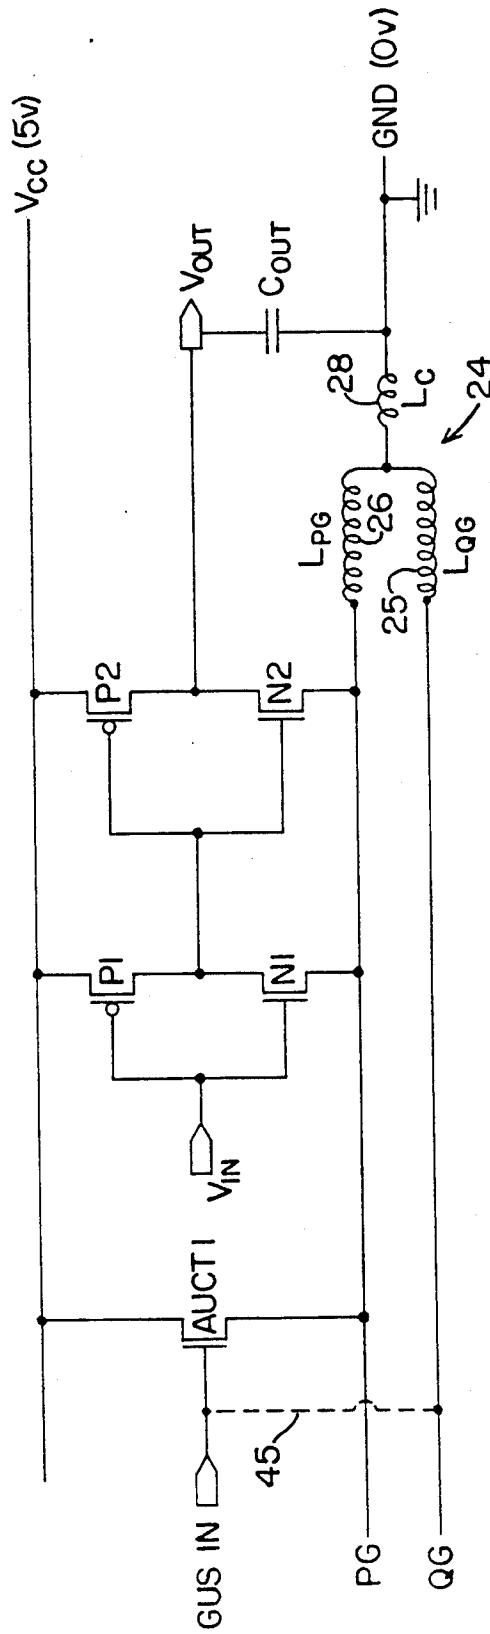 VCC (5v)
P1
P2
VOUT
COUT
GND (0v)
VIN
N1
N2
LPG
26
28
LC
24
25
LQG
GUS IN
AUCT1
45
PG
QG